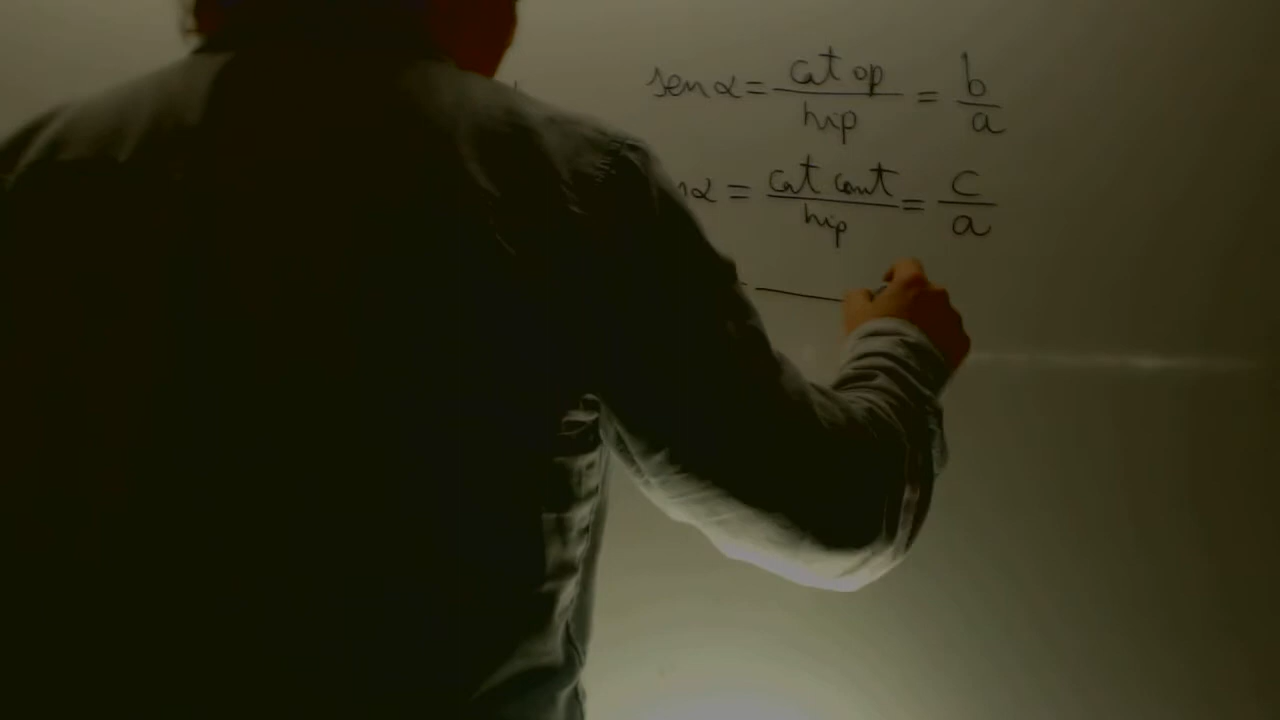 sen α = cat op / hip = b / a
α = cat cont / hip = c / a